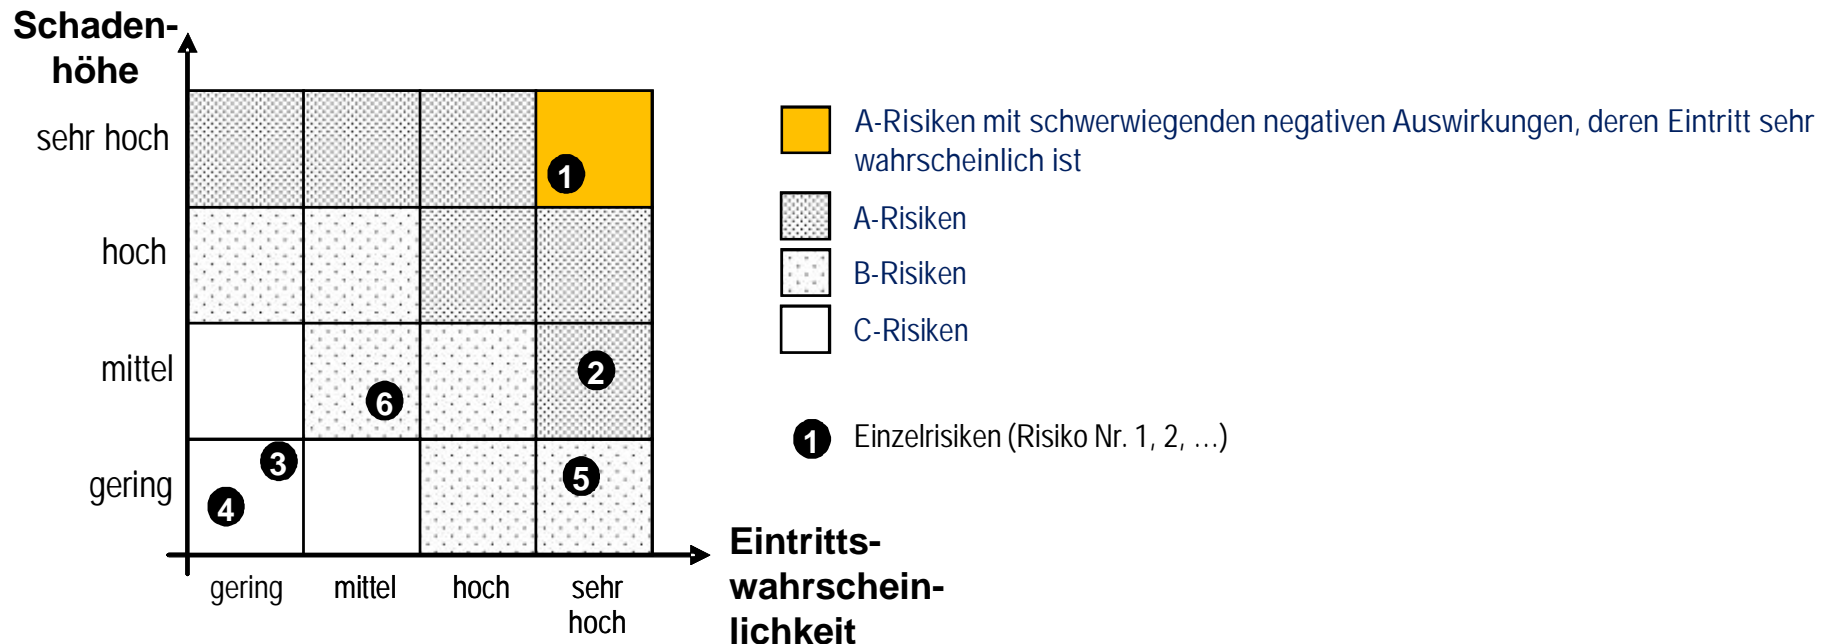 Schaden-
höhe
sehr hoch
hoch
mittel
gering
1
2
6
3
4
5
gering
mittel
hoch
sehr
hoch
Eintritts-
wahrschein-
lichkeit
A-Risiken mit schwerwiegenden negativen Auswirkungen, deren Eintritt sehr
wahrscheinlich ist
A-Risiken
B-Risiken
C-Risiken
1 Einzelrisiken (Risiko Nr. 1, 2, …)